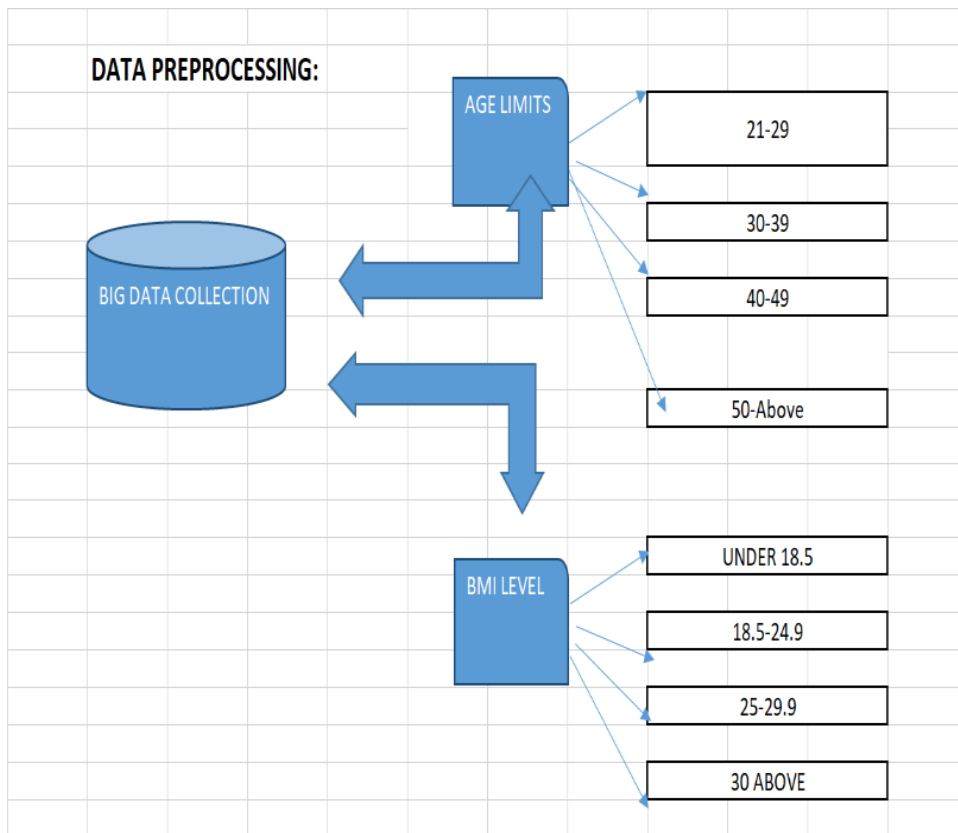 DATA PREPROCESSING:
AGE LIMITS
21-29
30-39
40-49
50-Above
BIG DATA COLLECTION
BMI LEVEL
UNDER 18.5
18.5-24.9
25-29.9
30 ABOVE